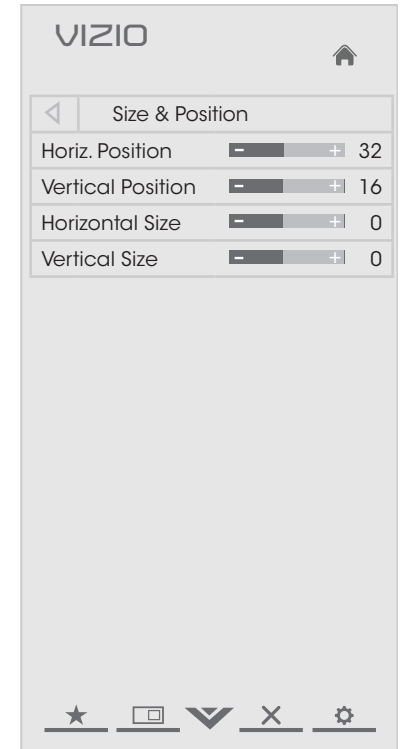 VIZIO
Size & Position
Horiz. Position - + 32
Vertical Position - + 16
Horizontal Size - + 0
Vertical Size - + 0